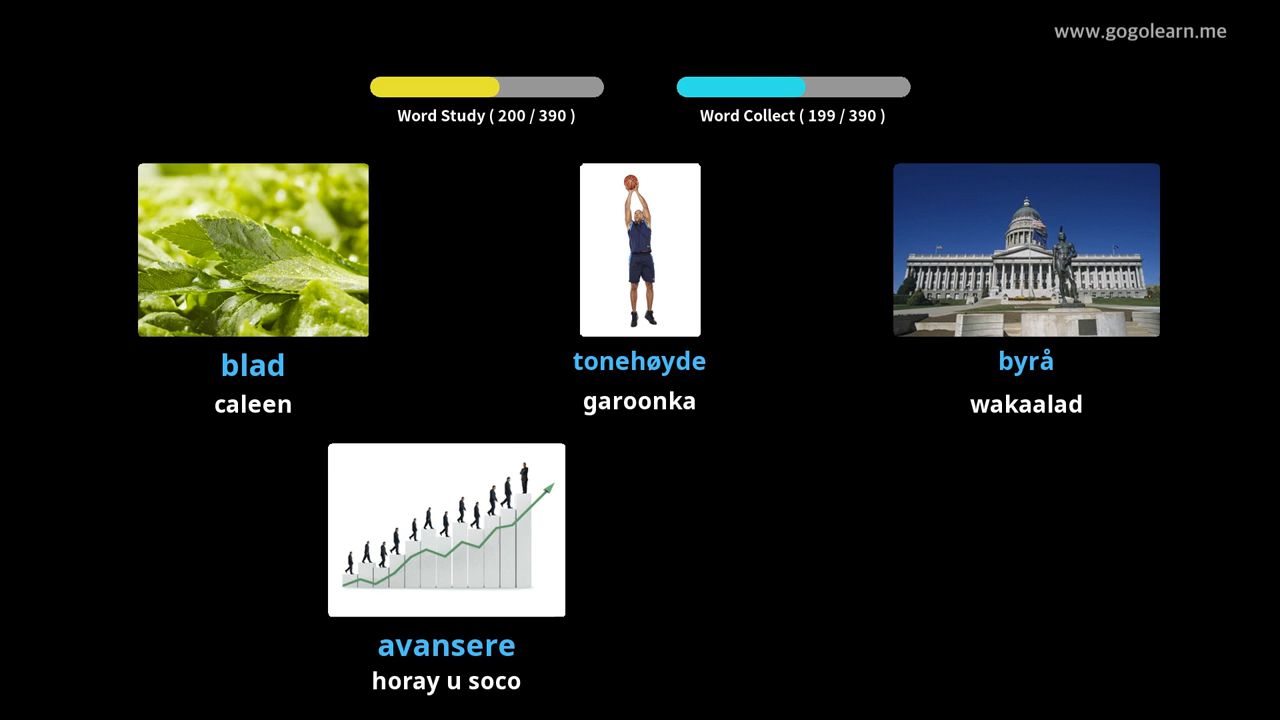 www.gogolearn.me
Word Study ( 200 / 390 )
Word Collect ( 199 / 390 )
blad
caleen
tonehøyde
garoonka
byrå
wakaalad
avansere
horay u soco